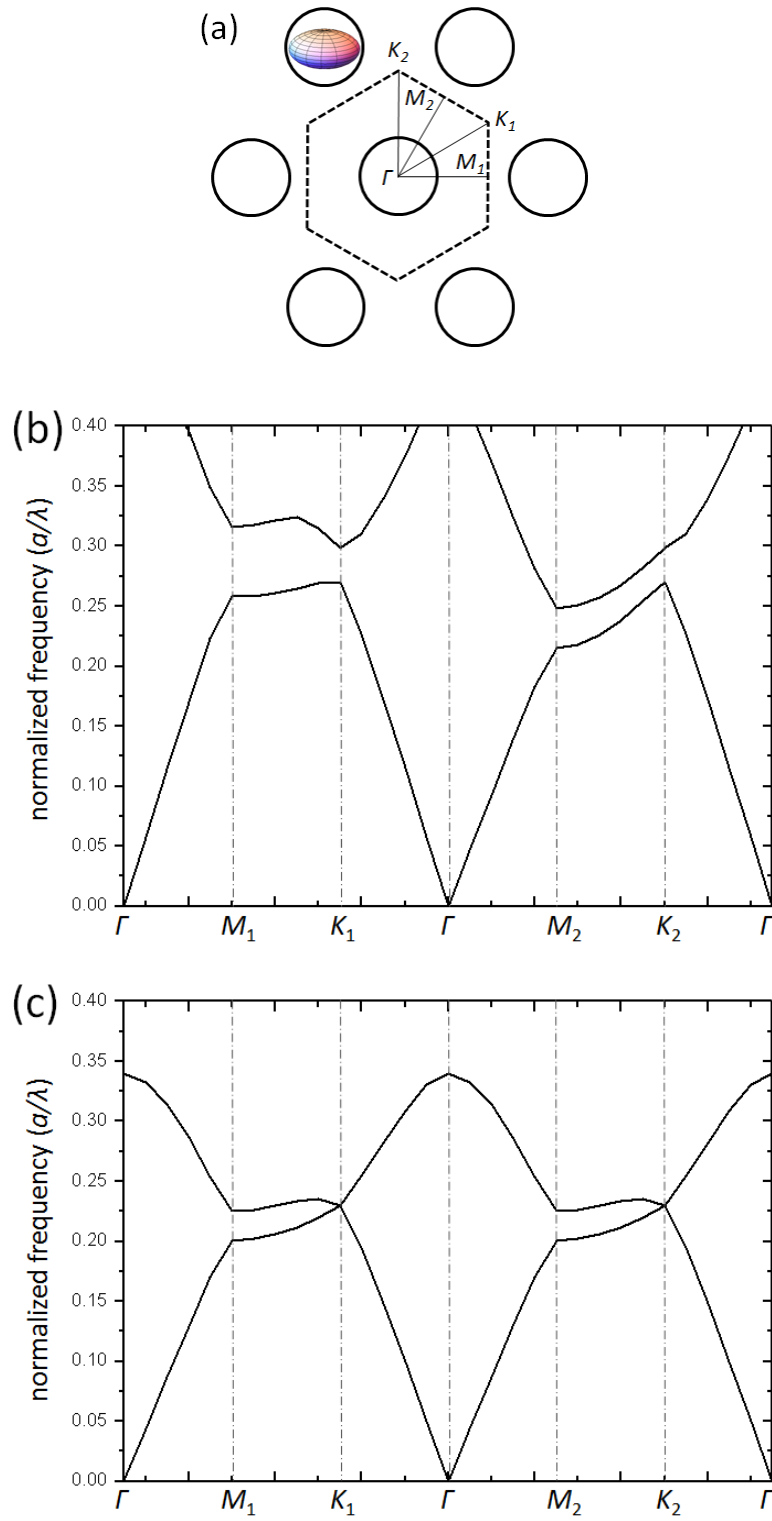 (a)
K2
M2
K1
M1
Γ
(b)
0.40
0.35
0.30
0.25
0.20
0.15
0.10
0.05
0.00
normalized frequency (a/λ)
Γ M1 K1 Γ M2 K2 Γ
(c)
0.40
0.35
0.30
0.25
0.20
0.15
0.10
0.05
0.00
normalized frequency (a/λ)
Γ M1 K1 Γ M2 K2 Γ